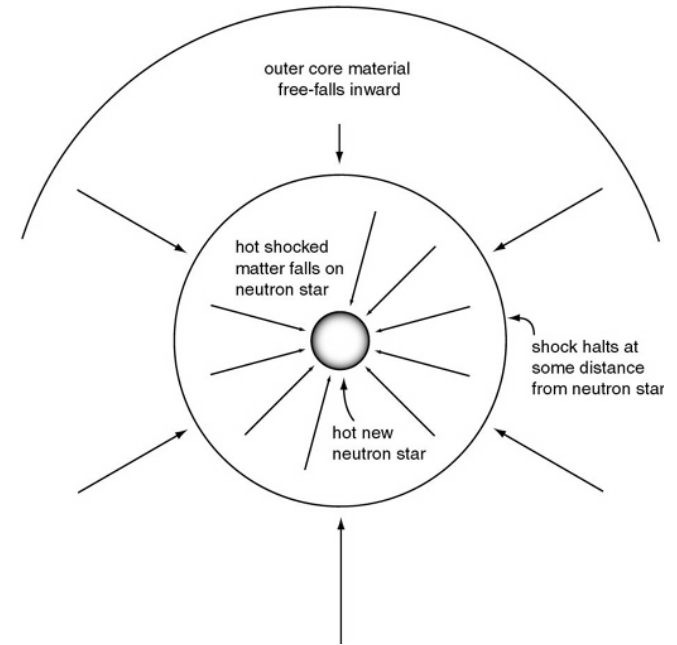 outer core material
free-falls inward
hot shocked
matter falls on
neutron star
shock halts at
some distance
from neutron star
hot new
neutron star